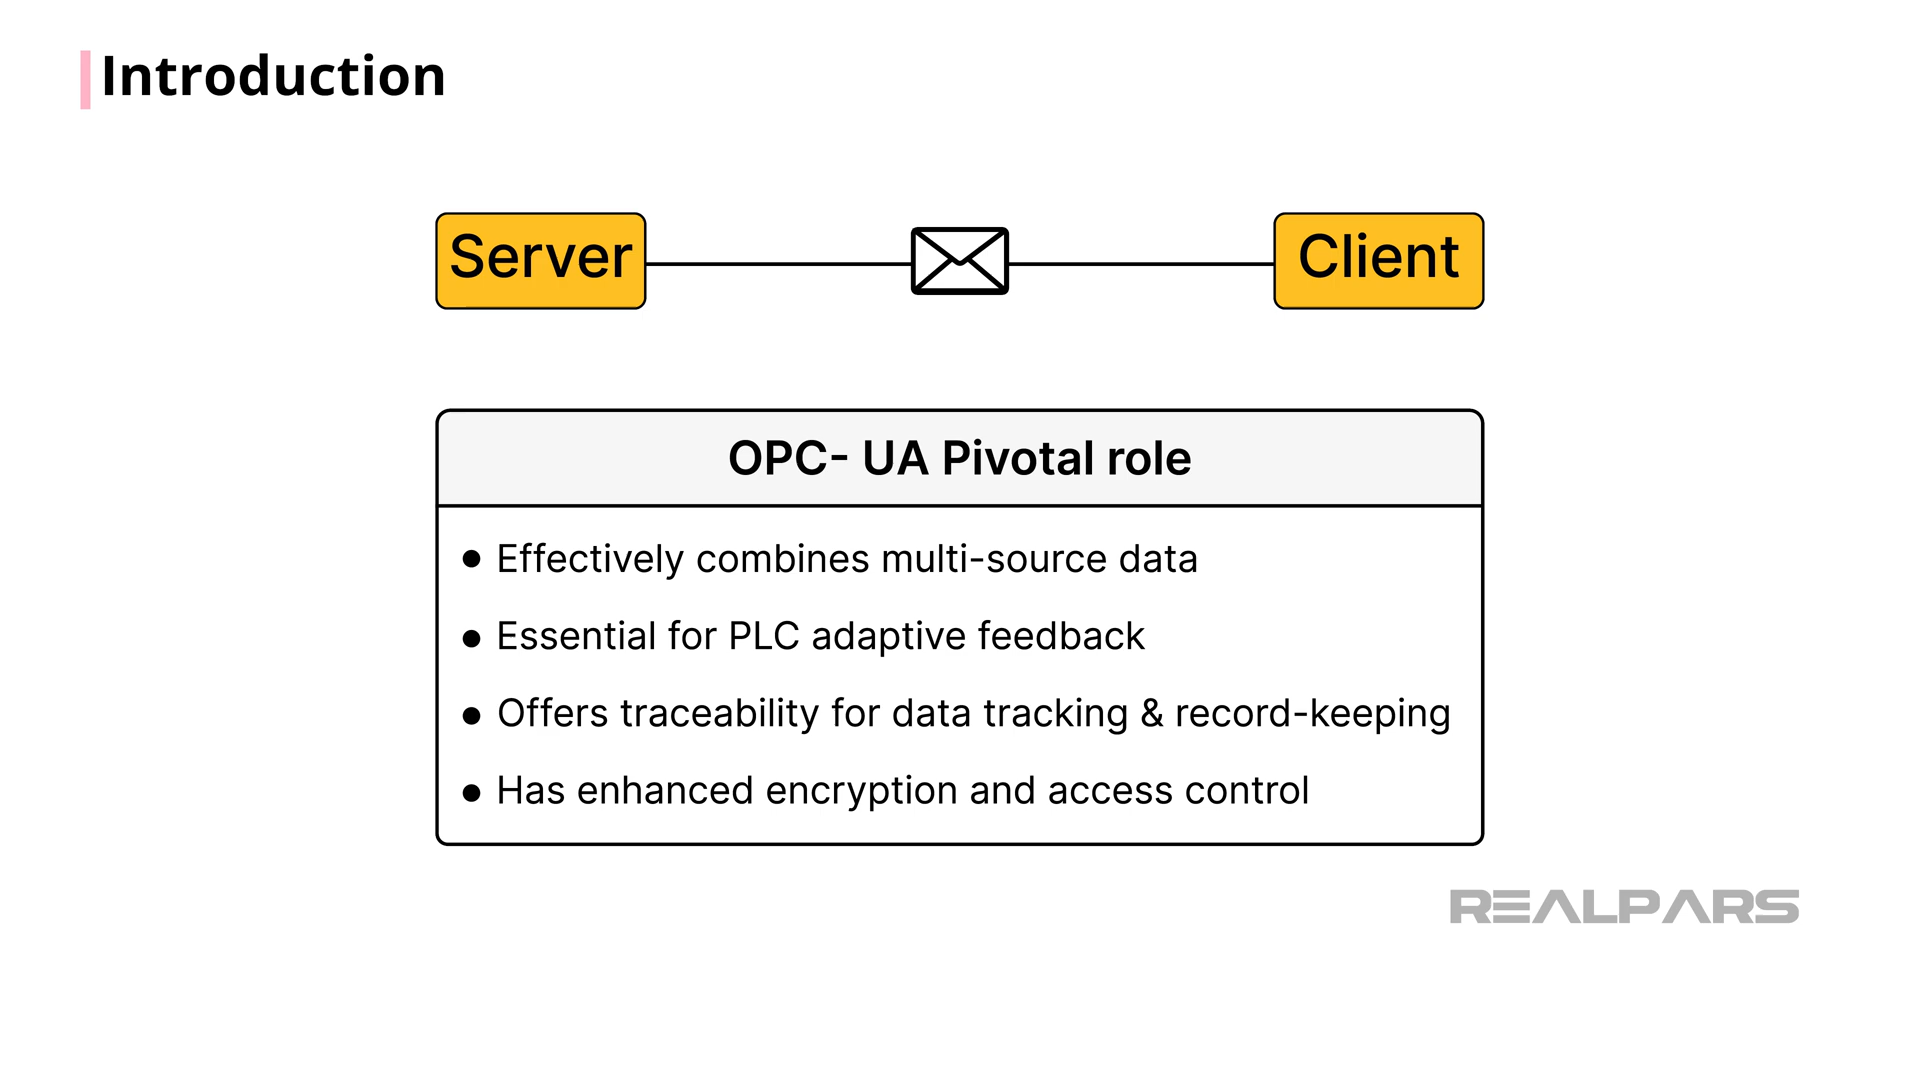 Introduction
Server
Client
OPC- UA Pivotal role
● Effectively combines multi-source data
● Essential for PLC adaptive feedback
● Offers traceability for data tracking & record-keeping
● Has enhanced encryption and access control
REALPARS